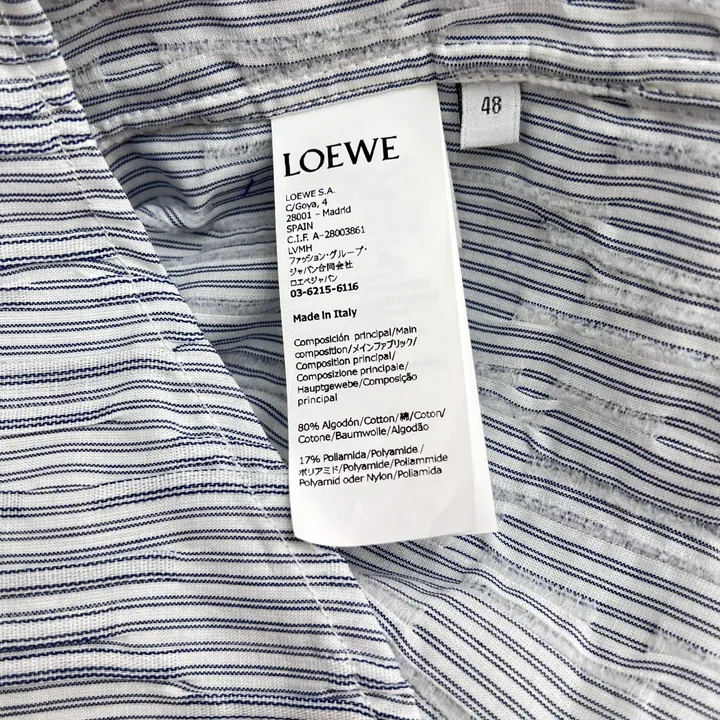 48
LOEWE
LOEWE S.A.
C/Goya, 4
28001 - Madrid
SPAIN
C.I.F. A-28003861
LVMH
ファッション・グループ・
ジャパン合同会社
ロエベジャパン
03-6215-6116
Made in Italy
Composición principal/Main
composition/メインファブリック/
Composition principal/
Composizione principale/
Hauptgewebe/Composição
principal
80% Algodón/Cotton/綿/Coton/
Cotone/Baumwolle/Algodão
17% Poliamida/Polyamide/
ポリアミド/Polyamide/Poliammide
Polyamid oder Nylon/Poliamida